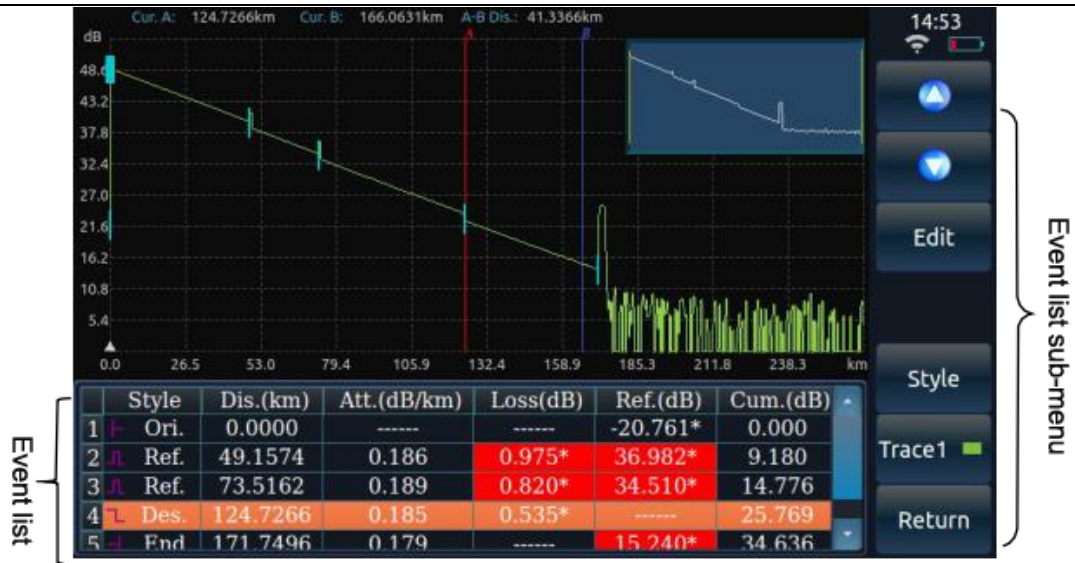 Cur. A: 124.7266km Cur. B: 166.0631km A-B Dis.: 41.3366km
14:53
A B
dB
48.6
43.2
37.8
32.4
27.0
21.6
16.2
10.8
5.4
0.0 26.5 53.0 79.4 105.9 132.4 158.9 185.3 211.8 238.3 km
Edit
Style
Trace1
Return
Event list sub-menu
Event list
Style Dis.(km) Att.(dB/km) Loss(dB) Ref.(dB) Cum.(dB)
1 Ori. 0.0000 ------ ------ -20.761* 0.000
2 Ref. 49.1574 0.186 0.975* 36.982* 9.180
3 Ref. 73.5162 0.189 0.820* 34.510* 14.776
4 Des. 124.7266 0.185 0.535* ------ 25.769
5 End 171.7496 0.179 ------ 15.240* 34.636